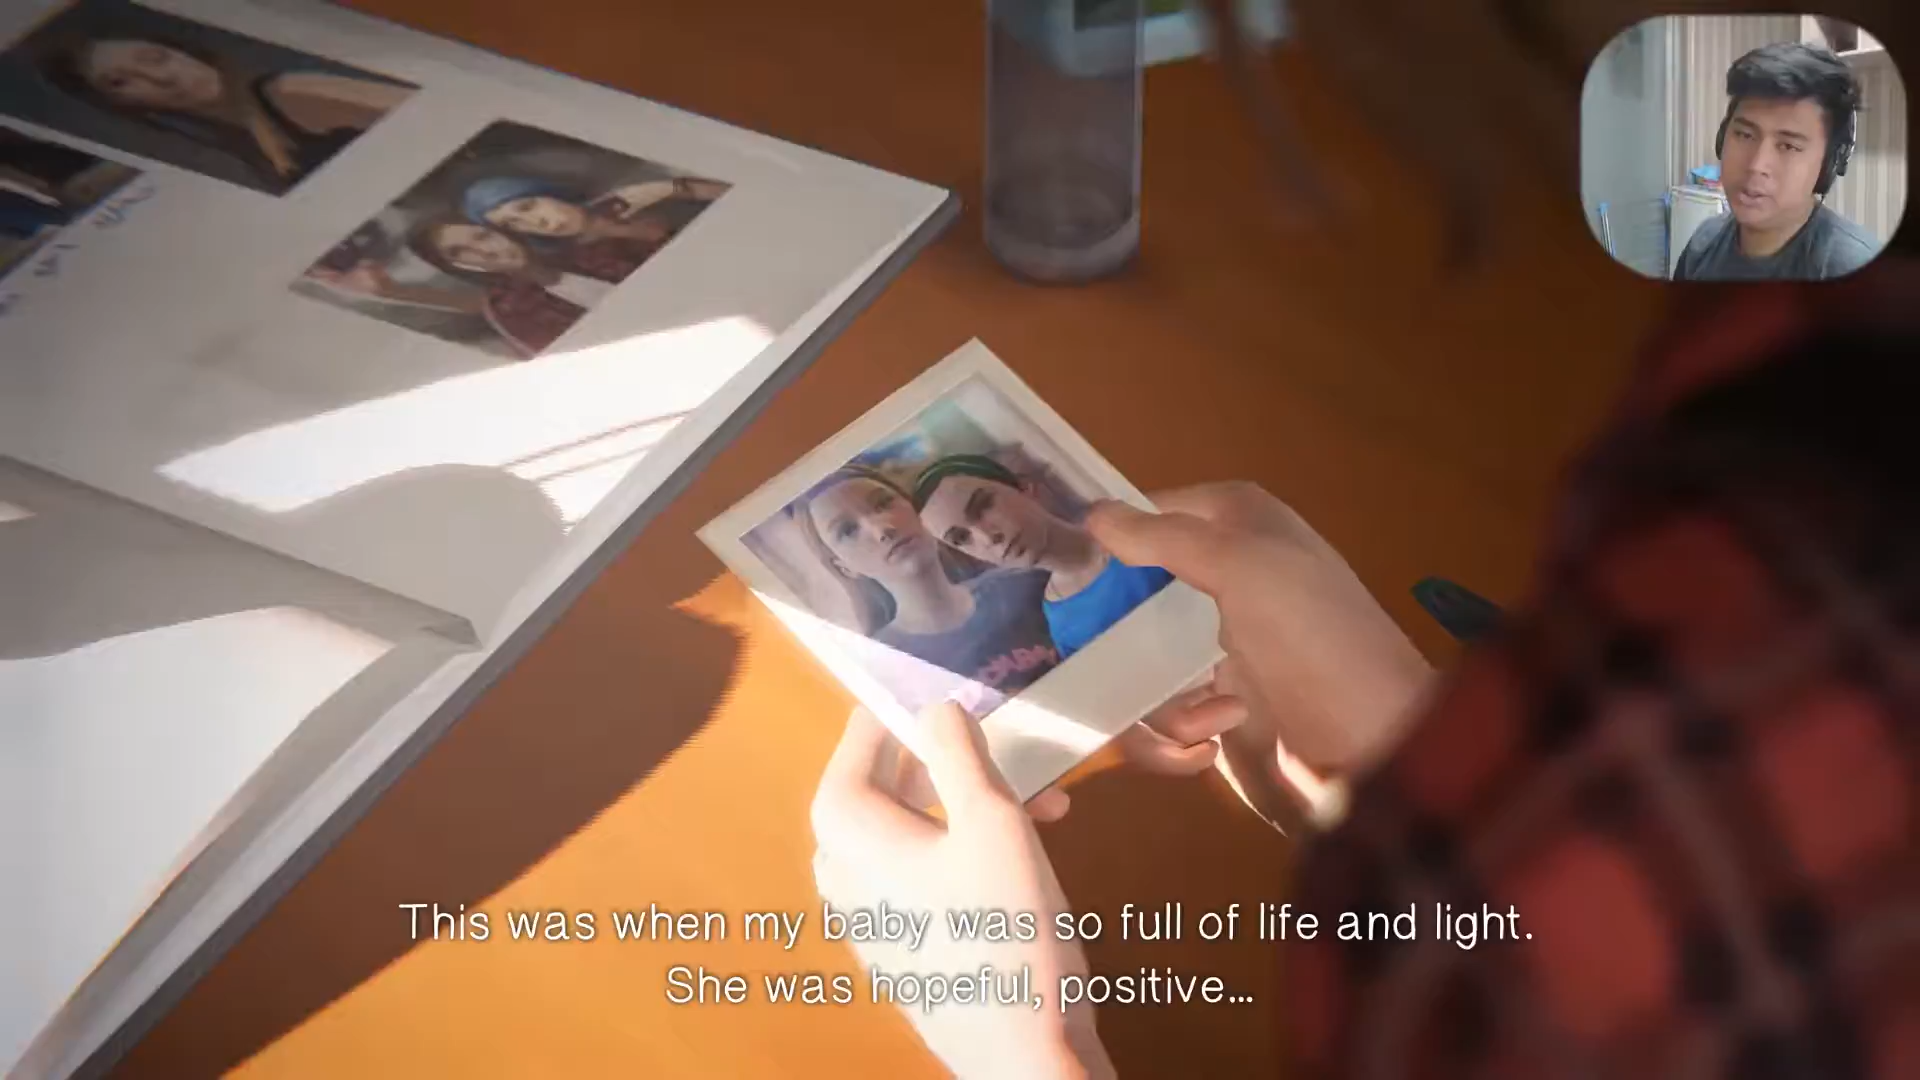 This was when my baby was so full of life and light.
She was hopeful, positive...